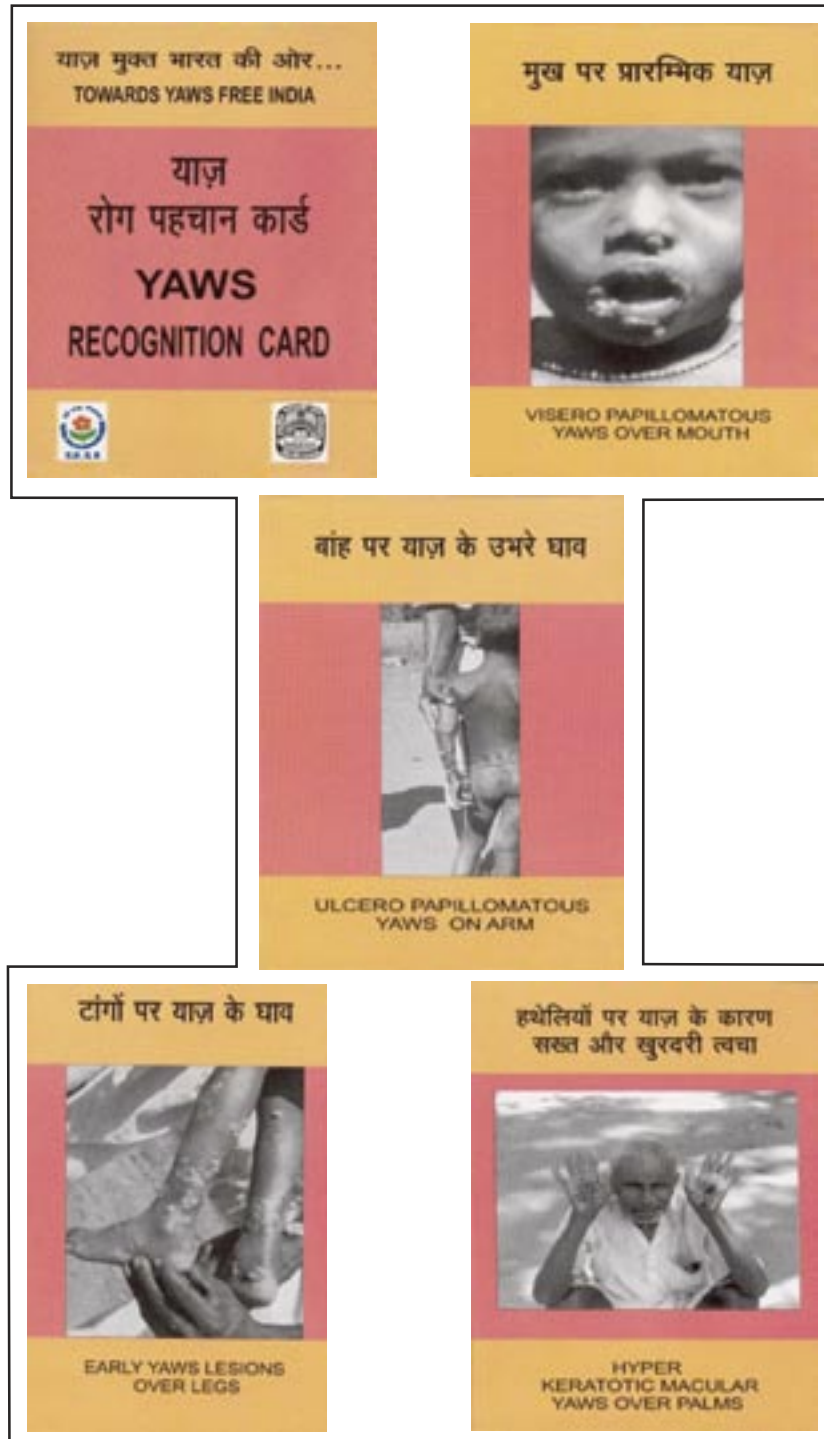 याज़ मुक्त भारत की ओर...
TOWARDS YAWS FREE INDIA
याज़
रोग पहचान कार्ड
YAWS
RECOGNITION CARD
मुख पर प्रारम्भिक याज़
VISERO PAPILLOMATOUS
YAWS OVER MOUTH
बांह पर याज़ के उभरे घाव
ULCERO PAPILLOMATOUS
YAWS ON ARM
टांगों पर याज़ के घाव
EARLY YAWS LESIONS
OVER LEGS
हथेलियों पर याज़ के कारण
सख्त और खुरदरी त्वचा
HYPER
KERATOTIC MACULAR
YAWS OVER PALMS